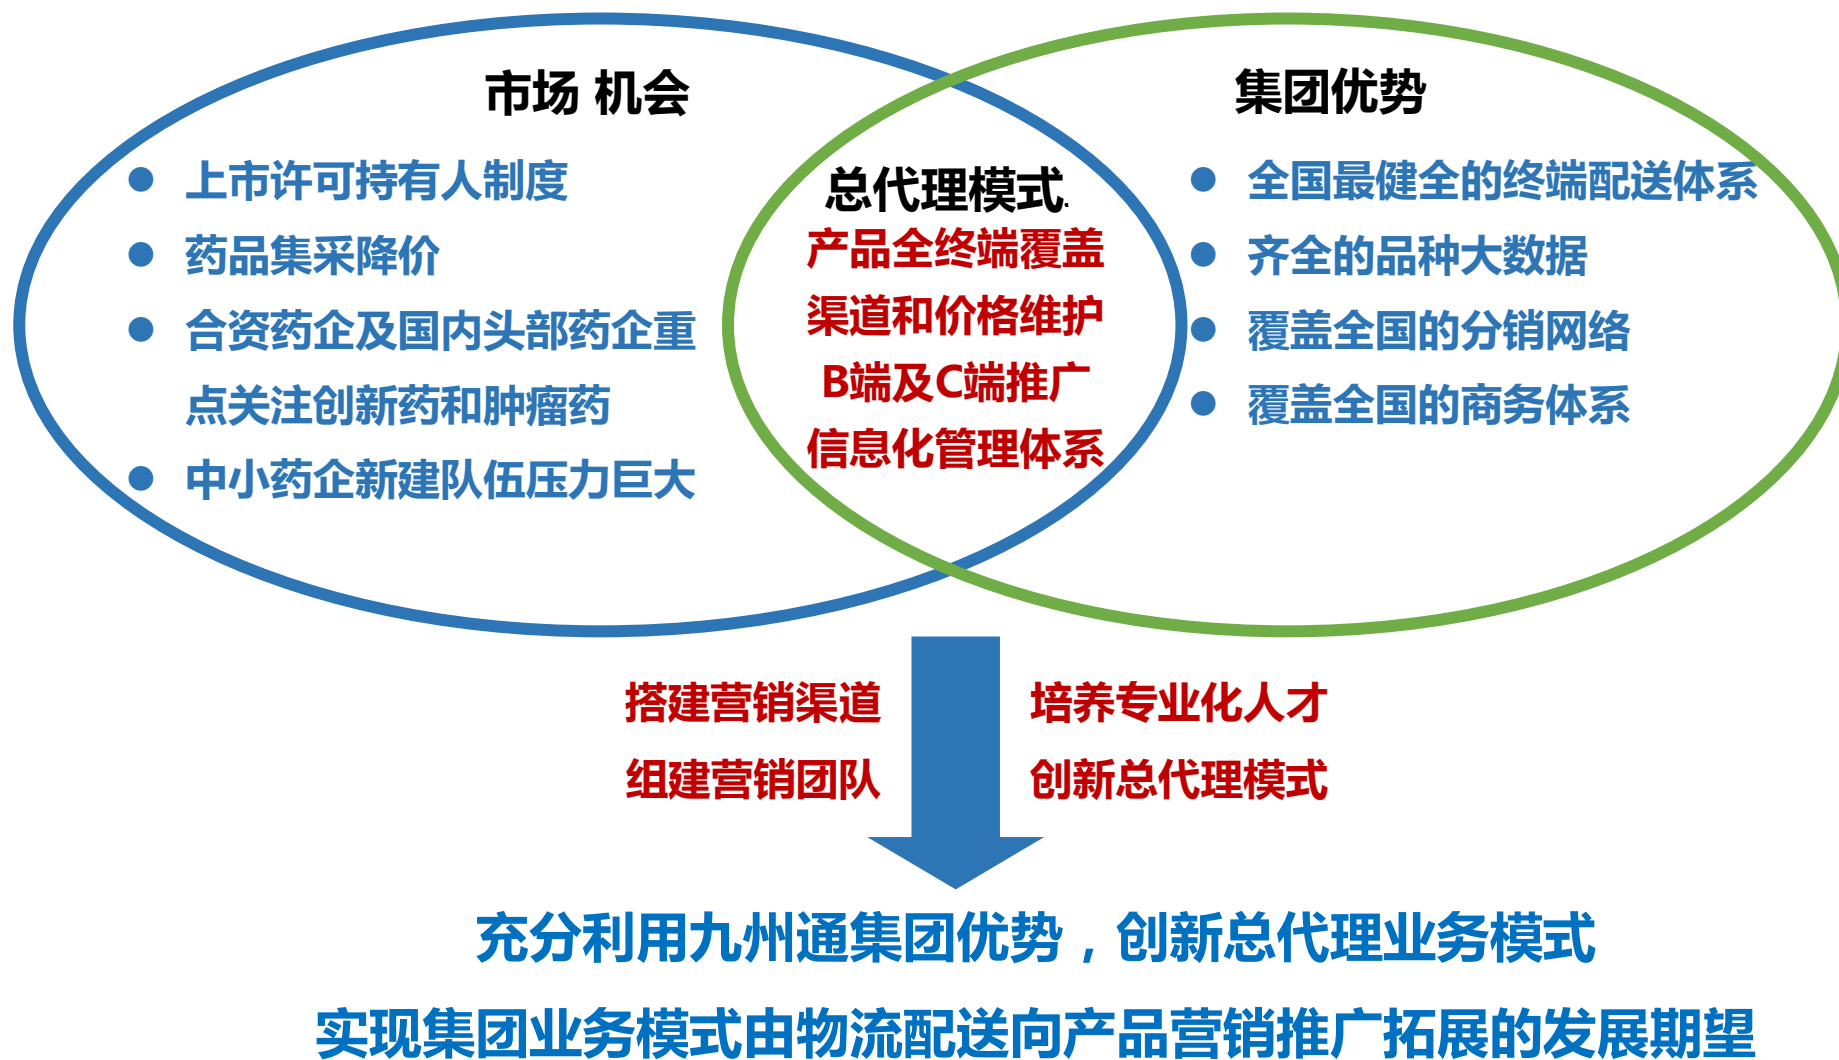 市场 机会
上市许可持有人制度
药品集采降价
合资药企及国内头部药企重
点关注创新药和肿瘤药
中小药企新建队伍压力巨大
总代理模式.
产品全终端覆盖
渠道和价格维护
B端及C端推广
信息化管理体系
集团优势
全国最健全的终端配送体系
齐全的品种大数据
覆盖全国的分销网络
覆盖全国的商务体系
搭建营销渠道
组建营销团队
培养专业化人才
创新总代理模式
充分利用九州通集团优势，创新总代理业务模式
实现集团业务模式由物流配送向产品营销推广拓展的发展期望